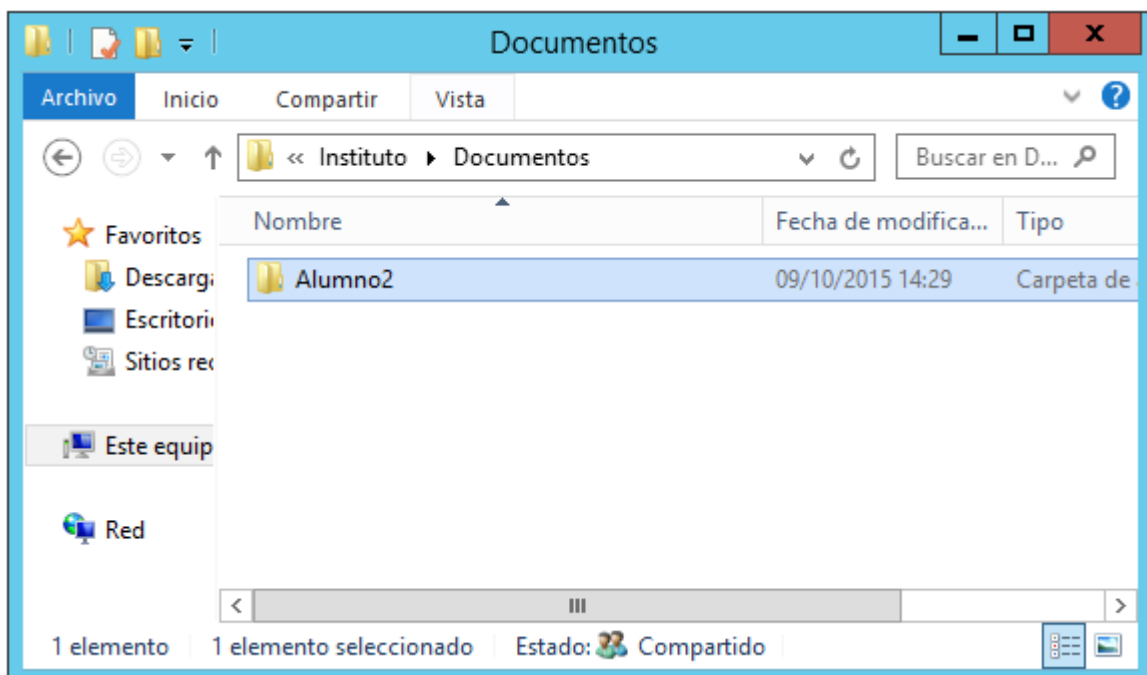 Documentos
Archivo Inicio Compartir Vista
« Instituto Documentos Buscar en D...
Nombre Fecha de modifica... Tipo
Favoritos
Descarga
Alumno2 09/10/2015 14:29 Carpeta de
Escritori
Sitios rec
Este equip
Red
1 elemento 1 elemento seleccionado Estado: Compartido